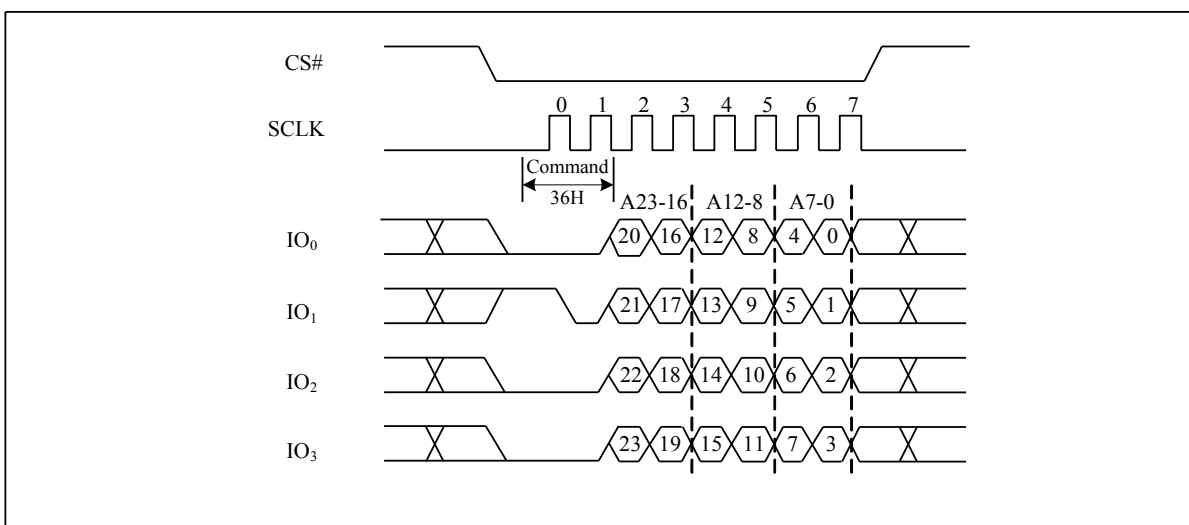 CS#
0 1 2 3 4 5 6 7
SCLK
Command
36H
A23-16 A12-8 A7-0
IO0 20 16 12 8 4 0
IO1 21 17 13 9 5 1
IO2 22 18 14 10 6 2
IO3 23 19 15 11 7 3